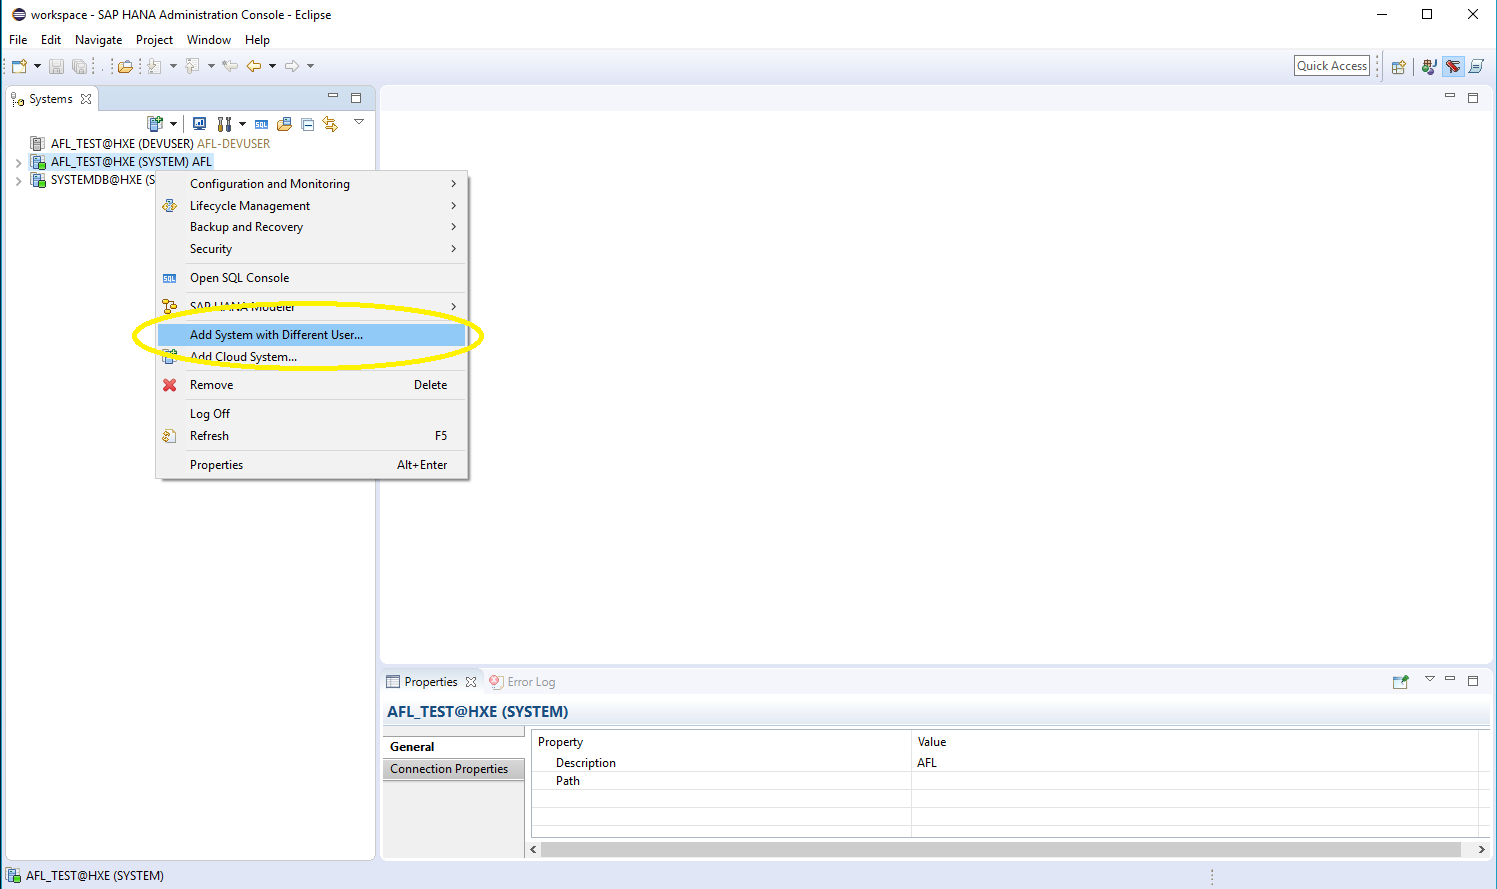 workspace - SAP HANA Administration Console - Eclipse
File Edit Navigate Project Window Help
Quick Access
Systems
AFL_TEST@HXE (DEVUSER) AFL-DEVUSER
AFL_TEST@HXE (SYSTEM) AFL
SYSTEMDB@HXE (S
Configuration and Monitoring
Lifecycle Management
Backup and Recovery
Security
SQL Open SQL Console
SAP HANA Modeler
Add System with Different User...
Add Cloud System...
Remove Delete
Log Off
Refresh F5
Properties Alt+Enter
Properties Error Log
AFL_TEST@HXE (SYSTEM)
General
Connection Properties
Property Value
Description AFL
Path
AFL_TEST@HXE (SYSTEM)